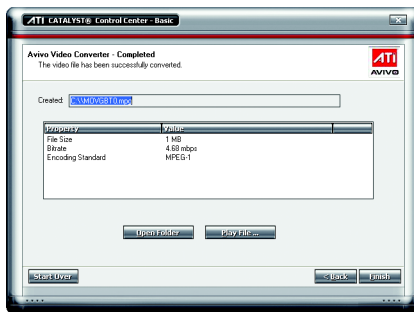 ATI CATALYST® Control Center - Basic
Avivo Video Converter - Completed
The video file has been successfully converted.
ATI
AVIVO
Created: C:\\MOVGBT0.mpg
Property Value
File Size 1 MB
Bitrate 4.68 mbps
Encoding Standard MPEG-1
Open Folder Play File ...
Start Over < Back Finish